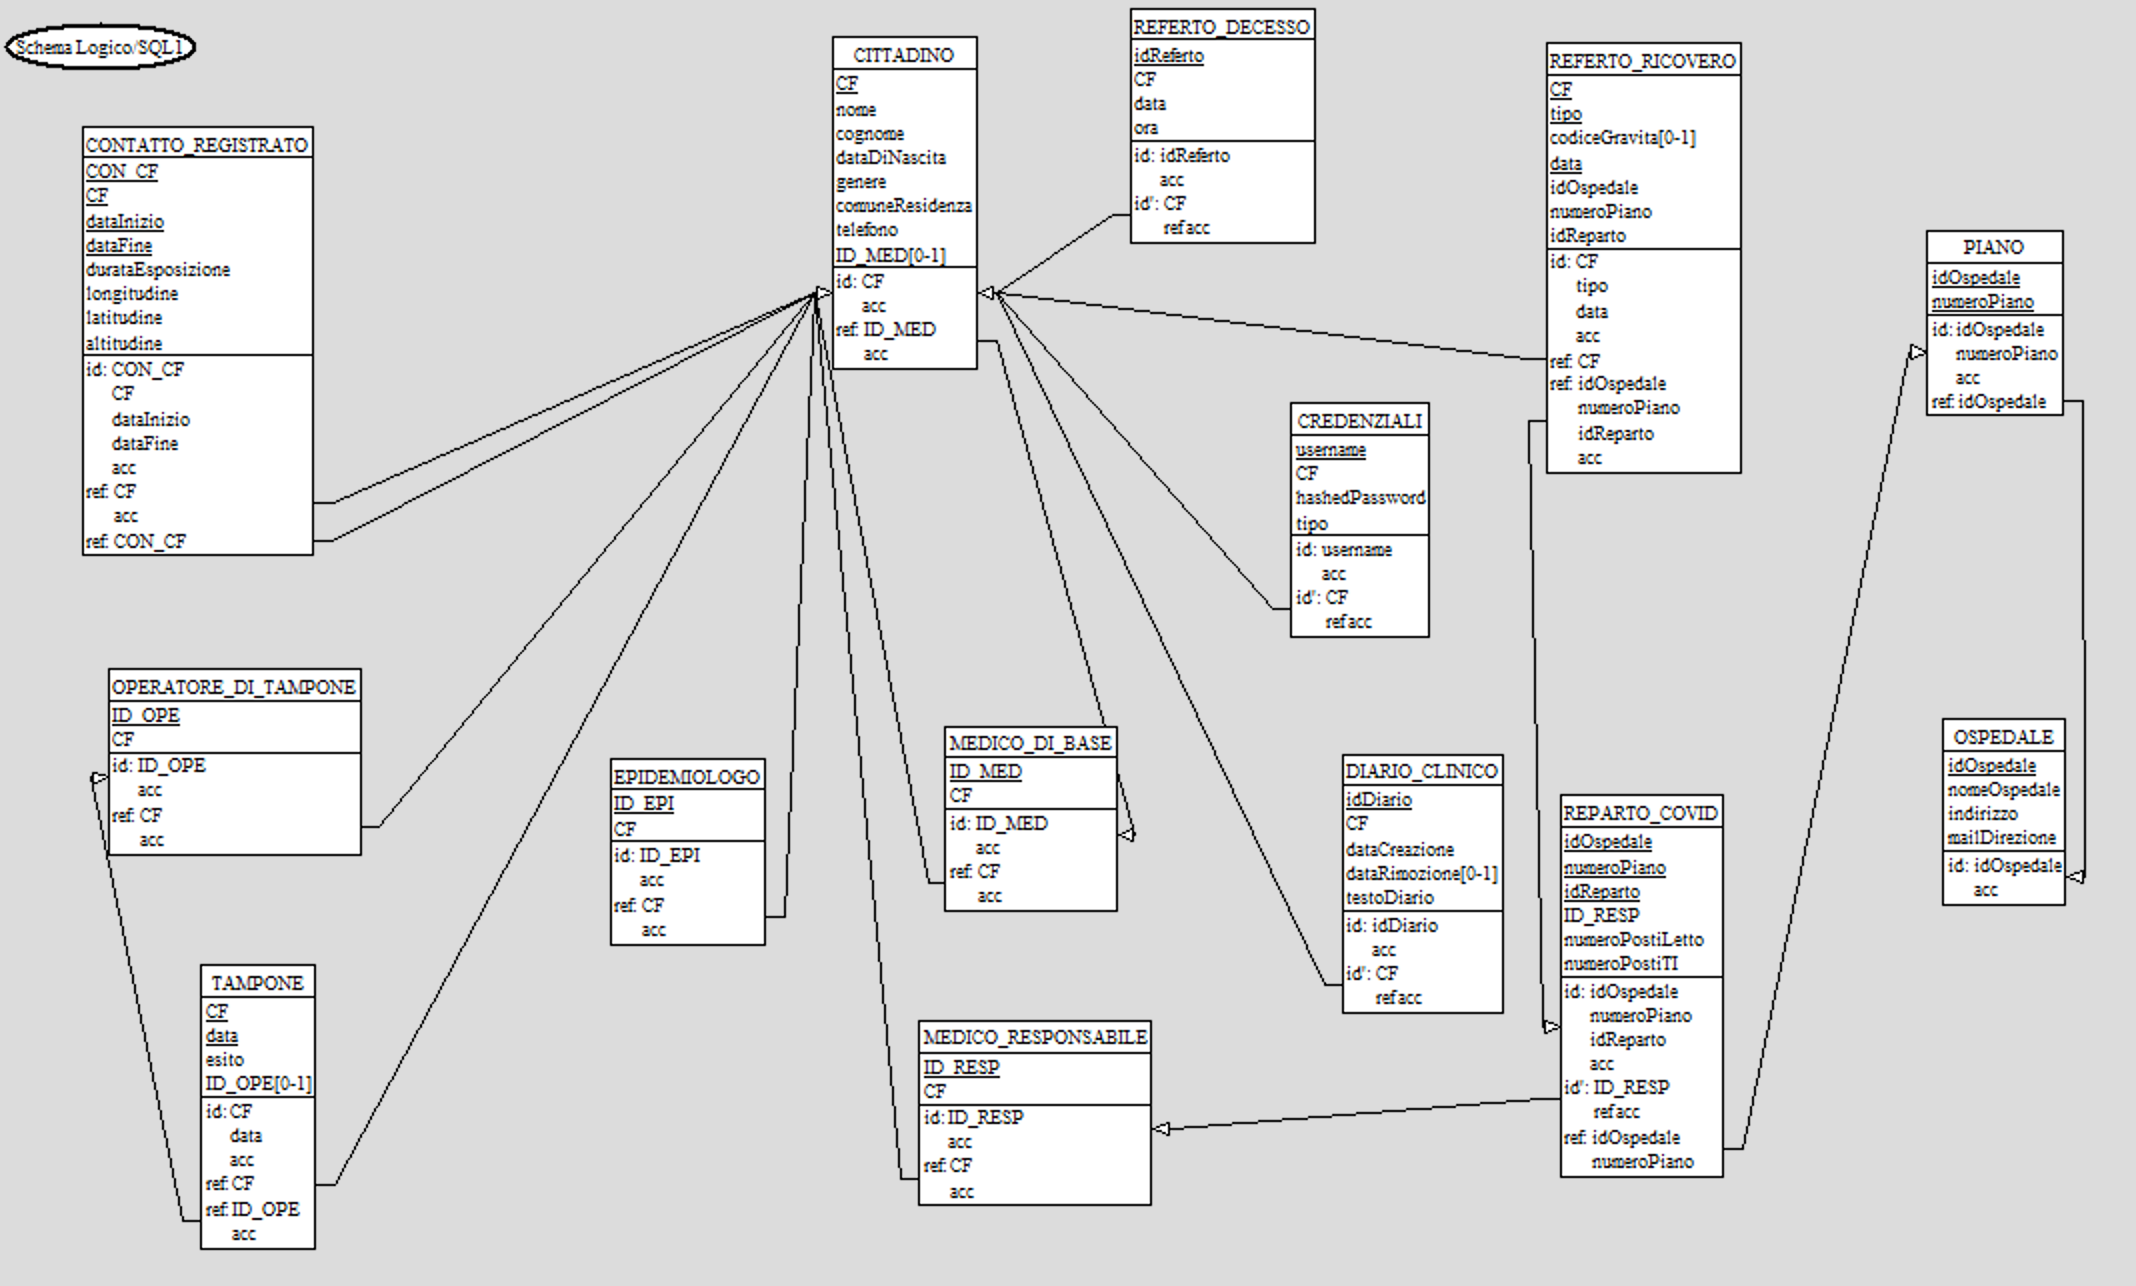 Schema Logico/SQL1
CONTATTO_REGISTRATO
CON_CF
CF
dataInizio
dataFine
durataEsposizione
longitudine
latitudine
altitudine
id: CON_CF
CF
dataInizio
dataFine
acc
ref: CF
acc
ref: CON_CF
CITTADINO
CF
nome
cognome
dataDiNascita
genere
comuneResidenza
telefono
ID_MED[0-1]
id: CF
acc
ref: ID_MED
acc
REFERTO_DECESSO
idReferto
CF
data
ora
id: idReferto
acc
id': CF
ref acc
REFERTO_RICOVERO
CF
tipo
codiceGravita[0-1]
data
idOspedale
numeroPiano
idReparto
id: CF
tipo
data
acc
ref: CF
ref: idOspedale
numeroPiano
idReparto
acc
PIANO
idOspedale
numeroPiano
id: idOspedale
numeroPiano
acc
ref: idOspedale
CREDENZIALI
username
CF
hashedPassword
tipo
id: username
acc
id': CF
ref acc
OPERATORE_DI_TAMPONE
ID_OPE
CF
id: ID_OPE
acc
ref: CF
acc
EPIDEMIOLOGO
ID_EPI
CF
id: ID_EPI
acc
ref: CF
acc
MEDICO_DI_BASE
ID_MED
CF
id: ID_MED
acc
ref: CF
acc
DIARIO_CLINICO
idDiario
CF
dataCreazione
dataRimozione[0-1]
testoDiario
id: idDiario
acc
id': CF
ref acc
REPARTO_COVID
idOspedale
numeroPiano
idReparto
ID_RESP
numeroPostiLetto
numeroPostiTI
id: idOspedale
numeroPiano
idReparto
acc
id': ID_RESP
ref acc
ref: idOspedale
numeroPiano
OSPEDALE
idOspedale
nomeOspedale
indirizzo
mailDirezione
id: idOspedale
acc
TAMPONE
CF
data
esito
ID_OPE[0-1]
id: CF
data
acc
ref: CF
ref: ID_OPE
acc
MEDICO_RESPONSABILE
ID_RESP
CF
id: ID_RESP
acc
ref: CF
acc